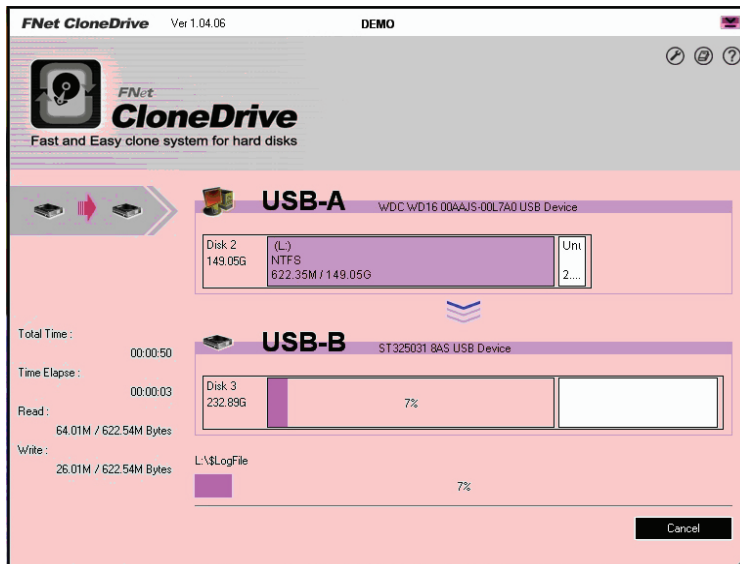 FNet CloneDrive Ver 1.04.06 DEMO
FNet
CloneDrive
Fast and Easy clone system for hard disks
USB-A WDC WD16 00AAJS-00L7A0 USB Device
Disk 2
149.05G
(L:)
NTFS
622.35M / 149.05G
Un
2....
Total Time :
00:00:50
Time Elapse :
00:00:03
Read :
64.01M / 622.54M Bytes
Write :
26.01M / 622.54M Bytes
USB-B ST325031 8AS USB Device
Disk 3
232.89G
7%
L:\$LogFile
7%
Cancel